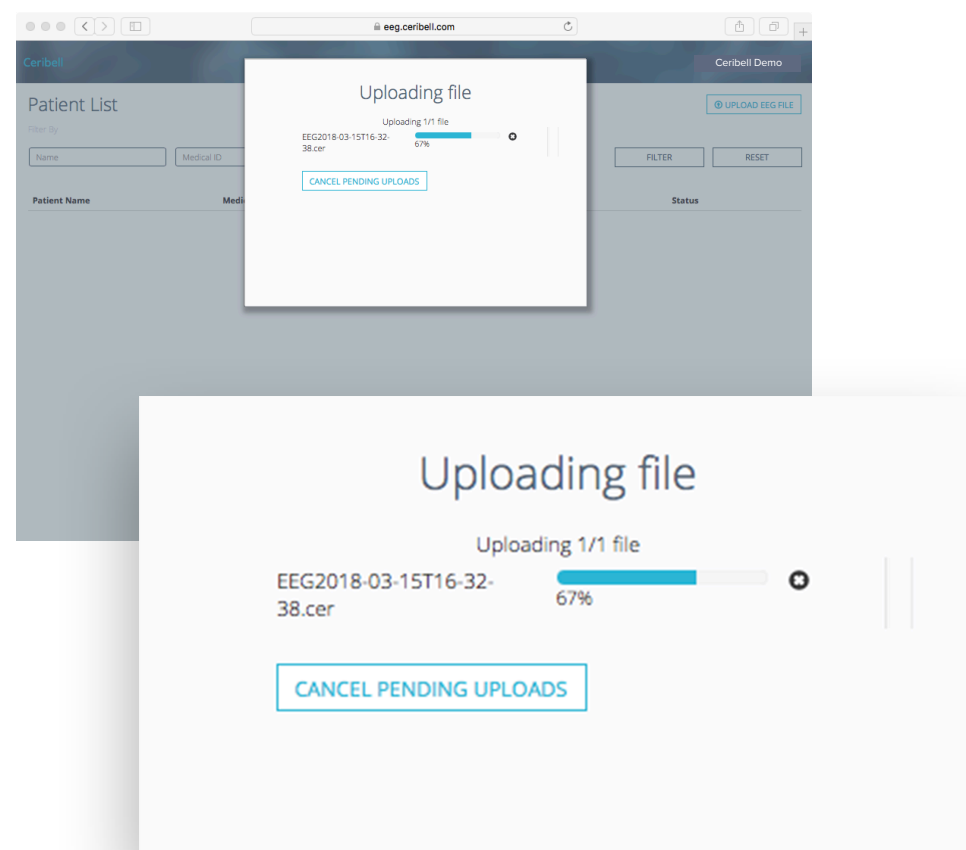 eeg.ceribell.com
Ceribell
Ceribell Demo
Patient List
UPLOAD EEG FILE
Filter By
Name
Medical ID
FILTER
RESET
Patient Name
Medi
Status
Uploading file
Uploading 1/1 file
EEG2018-03-15T16-32-
38.cer
67%
CANCEL PENDING UPLOADS
Uploading file
Uploading 1/1 file
EEG2018-03-15T16-32-
38.cer
67%
CANCEL PENDING UPLOADS